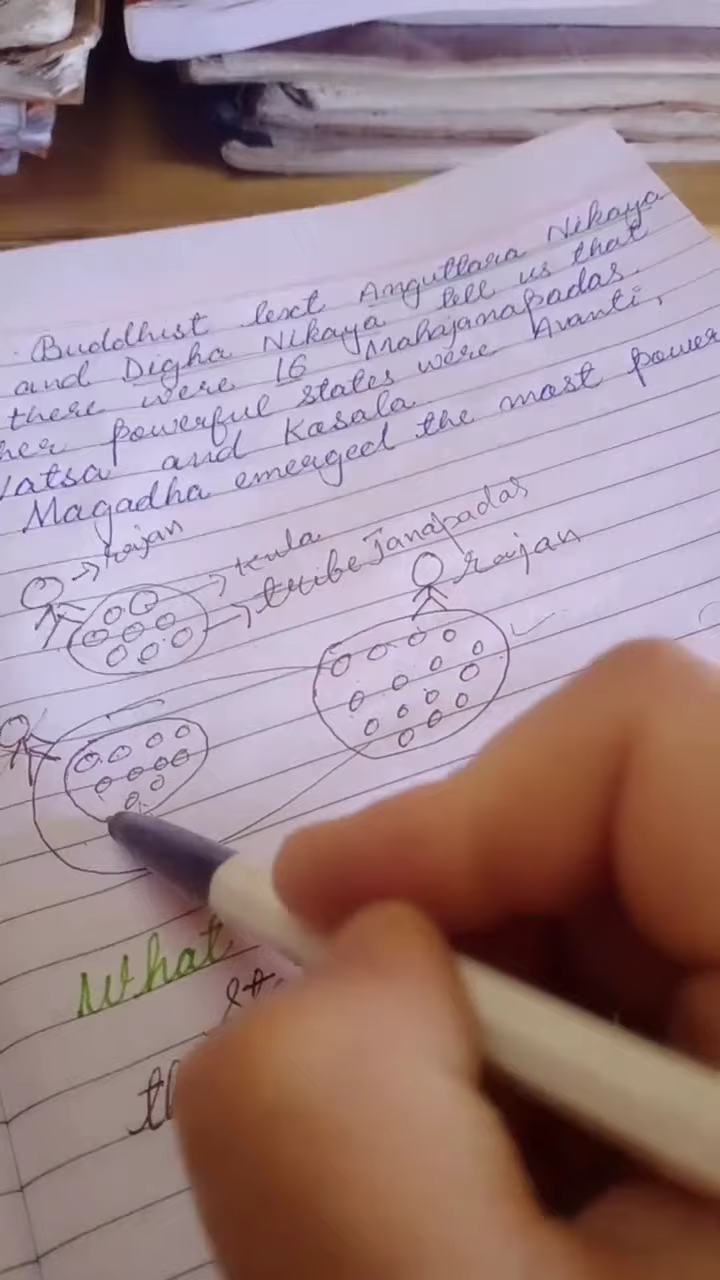 Buddhist text Anguttara Nikaya
and Digha Nikaya tell us that
there were 16 Mahajanapadas.
her powerful states were Avanti,
Vatsa and Kosala
Magadha emerged the most power
rajan
kula
tribe Janapadas
rajan
What